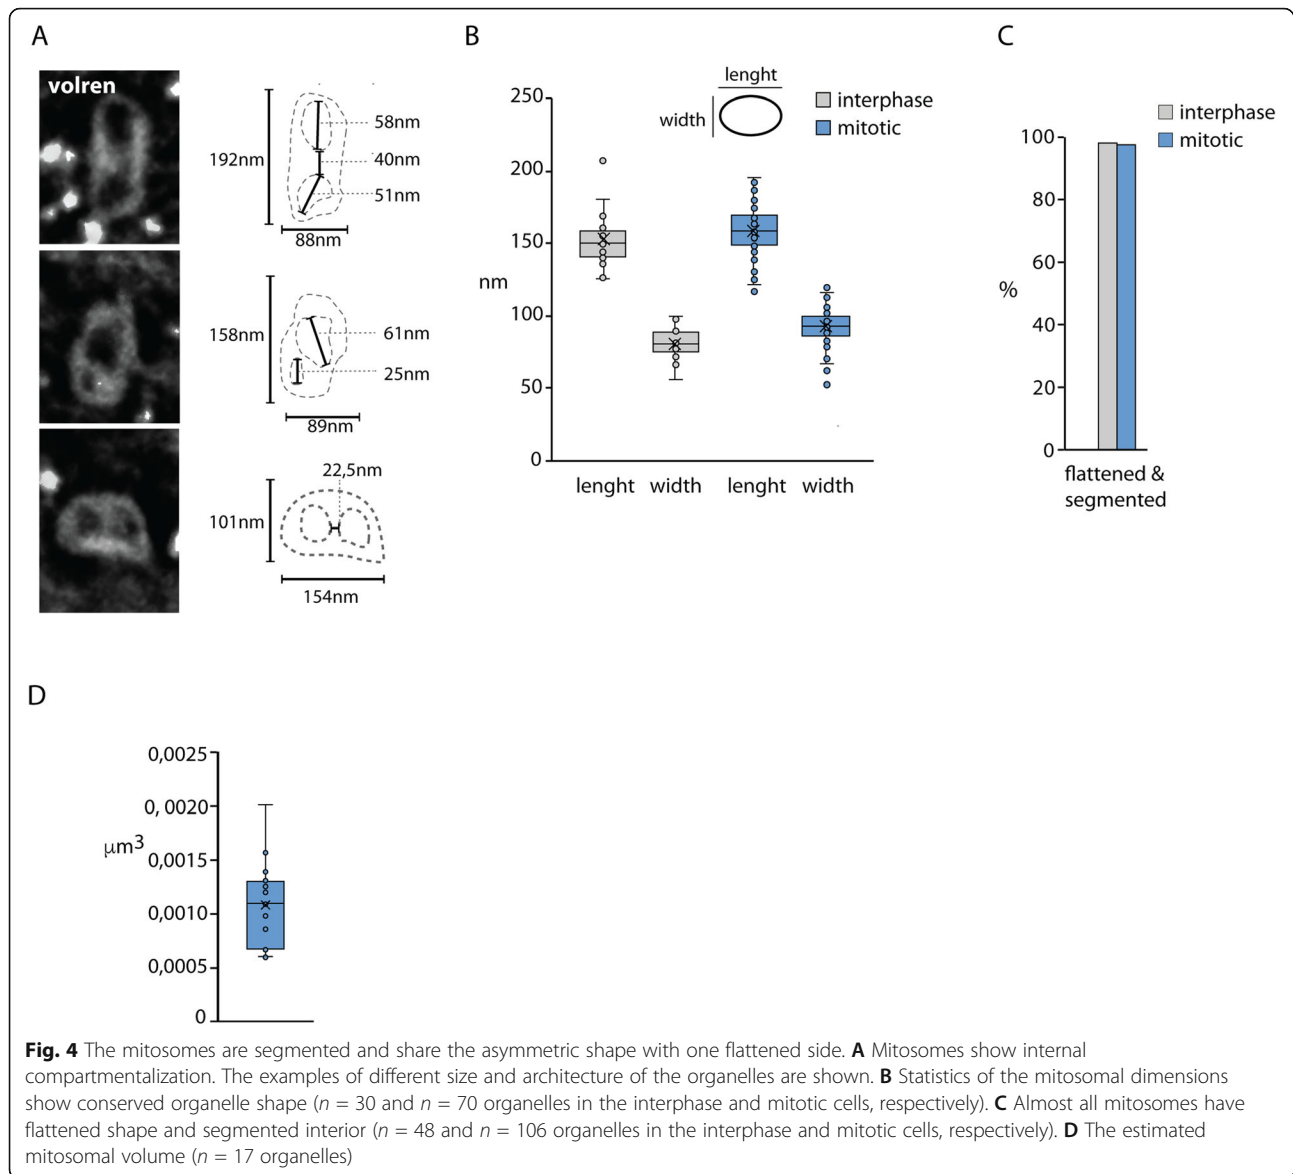 A
volren
192nm
58nm
40nm
51nm
88nm
158nm
61nm
25nm
89nm
22,5nm
101nm
154nm
B
lenght
width
interphase
mitotic
250
200
150
nm
100
50
0
lenght width lenght width
C
interphase
mitotic
100
80
60
%
40
20
0
flattened &
segmented
D
0,0025
0, 0020
μm3
0,0015
0,0010
0,0005
0
Fig. 4 The mitosomes are segmented and share the asymmetric shape with one flattened side. A Mitosomes show internal
compartmentalization. The examples of different size and architecture of the organelles are shown. B Statistics of the mitosomal dimensions
show conserved organelle shape (n = 30 and n = 70 organelles in the interphase and mitotic cells, respectively). C Almost all mitosomes have
flattened shape and segmented interior (n = 48 and n = 106 organelles in the interphase and mitotic cells, respectively). D The estimated
mitosomal volume (n = 17 organelles)